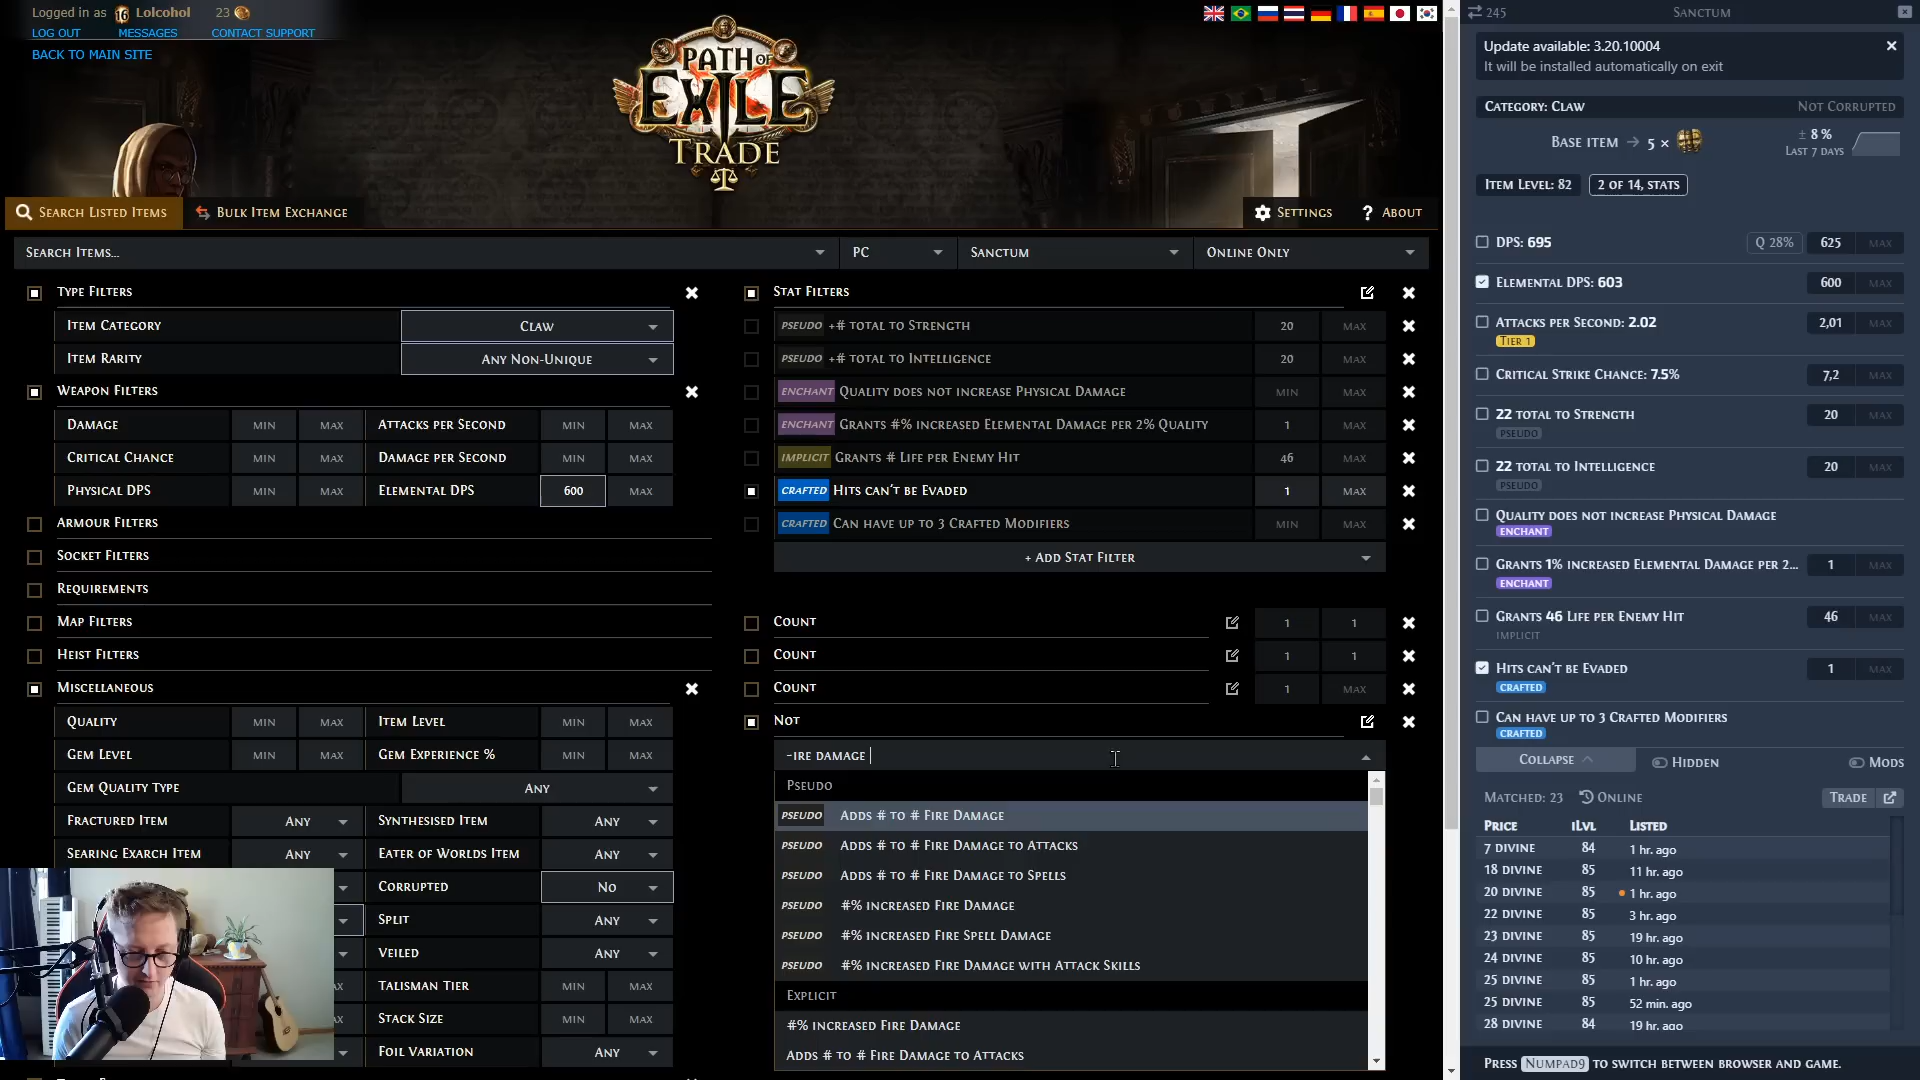 Logged in as Lolcohol 23
LOG OUT MESSAGES CONTACT SUPPORT
BACK TO MAIN SITE
PATH OF EXILE TRADE
Search Listed Items Bulk Item Exchange Settings ? About
Search Items... PC Sanctum Online Only
Type Filters
Item Category Claw
Item Rarity Any Non-Unique
Weapon Filters
Damage MIN MAX Attacks per Second MIN MAX
Critical Chance MIN MAX Damage per Second MIN MAX
Physical DPS MIN MAX Elemental DPS 600 MAX
Armour Filters
Socket Filters
Requirements
Map Filters
Heist Filters
Miscellaneous
Quality MIN MAX Item Level MIN MAX
Gem Level MIN MAX Gem Experience % MIN MAX
Gem Quality Type Any
Fractured Item Any Synthesised Item Any
Searing Exarch Item Any Eater of Worlds Item Any
Corrupted No
Split Any
Veiled Any
Talisman Tier MIN MAX
Stack Size MIN MAX
Foil Variation Any
Stat Filters
PSEUDO +# total to Strength 20 MAX
PSEUDO +# total to Intelligence 20 MAX
ENCHANT Quality does not increase Physical Damage MIN MAX
ENCHANT Grants #% increased Elemental Damage per 2% Quality 1 MAX
IMPLICIT Grants # Life per Enemy Hit 46 MAX
CRAFTED Hits can't be Evaded 1 MAX
CRAFTED Can have up to 3 Crafted Modifiers MIN MAX
+ Add Stat Filter
Count 1 1
Count 1 1
Count 1 MAX
Not
~ire damage
Pseudo
PSEUDO Adds # to # Fire Damage
PSEUDO Adds # to # Fire Damage to Attacks
PSEUDO Adds # to # Fire Damage to Spells
PSEUDO #% increased Fire Damage
PSEUDO #% increased Fire Spell Damage
PSEUDO #% increased Fire Damage with Attack Skills
Explicit
#% increased Fire Damage
Adds # to # Fire Damage to Attacks
245 Sanctum
Update available: 3.20.10004
It will be installed automatically on exit
Category: Claw Not Corrupted
Base item → 5 × ± 8 %
Last 7 days
Item Level: 82 2 of 14, stats
DPS: 695 Q 28% 625 MAX
Elemental DPS: 603 600 MAX
Attacks per Second: 2.02 2,01 MAX
Tier 1
Critical Strike Chance: 7.5% 7,2 MAX
22 total to Strength 20 MAX
PSEUDO
22 total to Intelligence 20 MAX
PSEUDO
Quality does not increase Physical Damage
ENCHANT
Grants 1% increased Elemental Damage per 2... 1 MAX
ENCHANT
Grants 46 Life per Enemy Hit 46 MAX
IMPLICIT
Hits can't be Evaded 1 MAX
CRAFTED
Can have up to 3 Crafted Modifiers
CRAFTED
Collapse Hidden Mods
Matched: 23 Online Trade
Price iLvl Listed
7 divine 84 1 hr. ago
18 divine 85 11 hr. ago
20 divine 85 1 hr. ago
22 divine 85 3 hr. ago
23 divine 85 19 hr. ago
24 divine 85 10 hr. ago
25 divine 85 1 hr. ago
25 divine 85 52 min. ago
28 divine 84 19 hr. ago
Press Numpad9 to switch between browser and game.